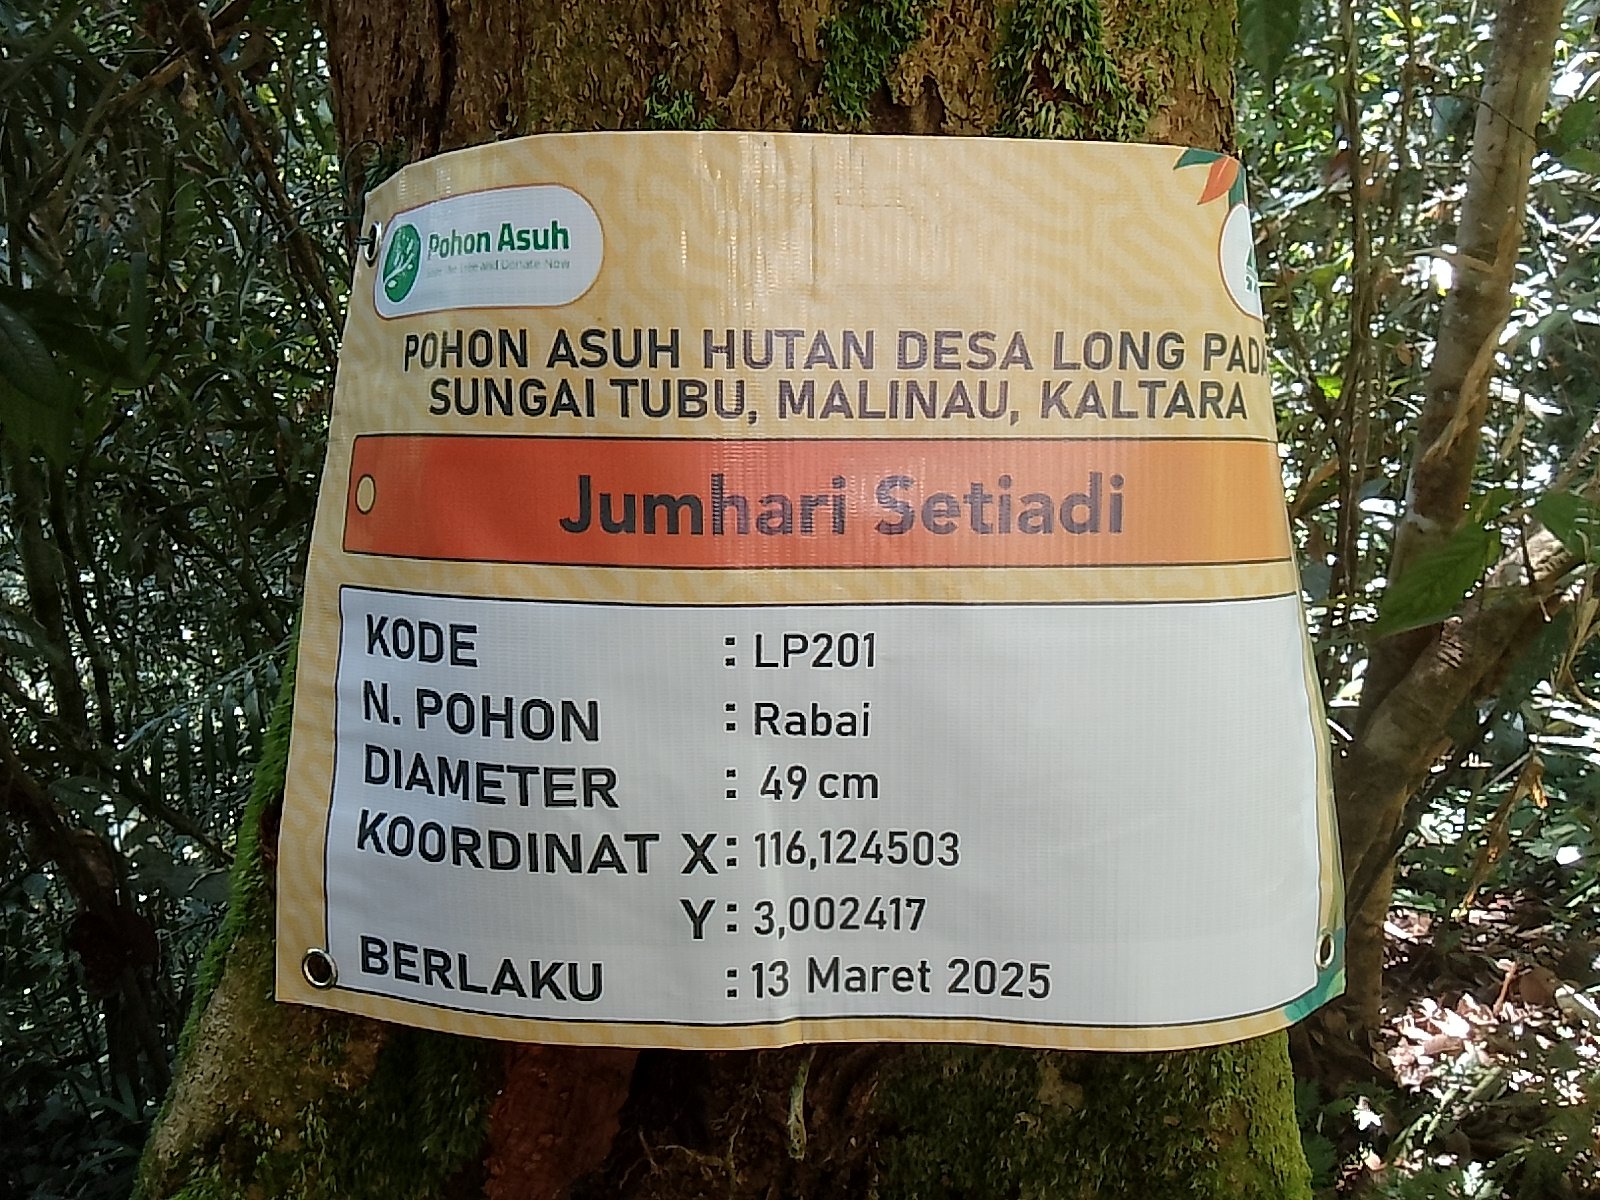 Pohon Asuh
POHON ASUH HUTAN DESA LONG PADA
SUNGAI TUBU, MALINAU, KALTARA
Jumhari Setiadi
KODE : LP201
N. POHON : Rabai
DIAMETER : 49 cm
KOORDINAT X : 116,124503
Y : 3,002417
BERLAKU : 13 Maret 2025